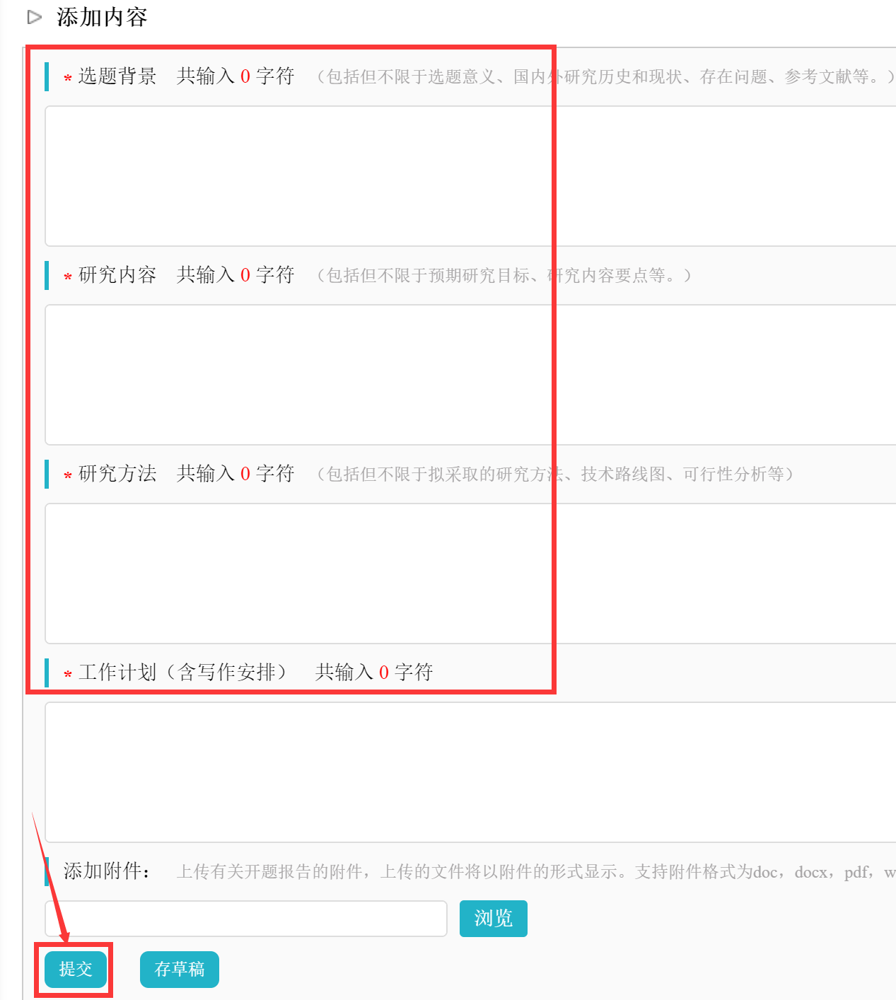 添加内容
* 选题背景 共输入 0 字符 （包括但不限于选题意义、国内外研究历史和现状、存在问题、参考文献等。）
* 研究内容 共输入 0 字符 （包括但不限于预期研究目标、研究内容要点等。）
* 研究方法 共输入 0 字符 （包括但不限于拟采取的研究方法、技术路线图、可行性分析等）
* 工作计划（含写作安排） 共输入 0 字符
添加附件： 上传有关开题报告的附件，上传的文件将以附件的形式显示。支持附件格式为doc，docx，pdf，w
浏览
提交 存草稿